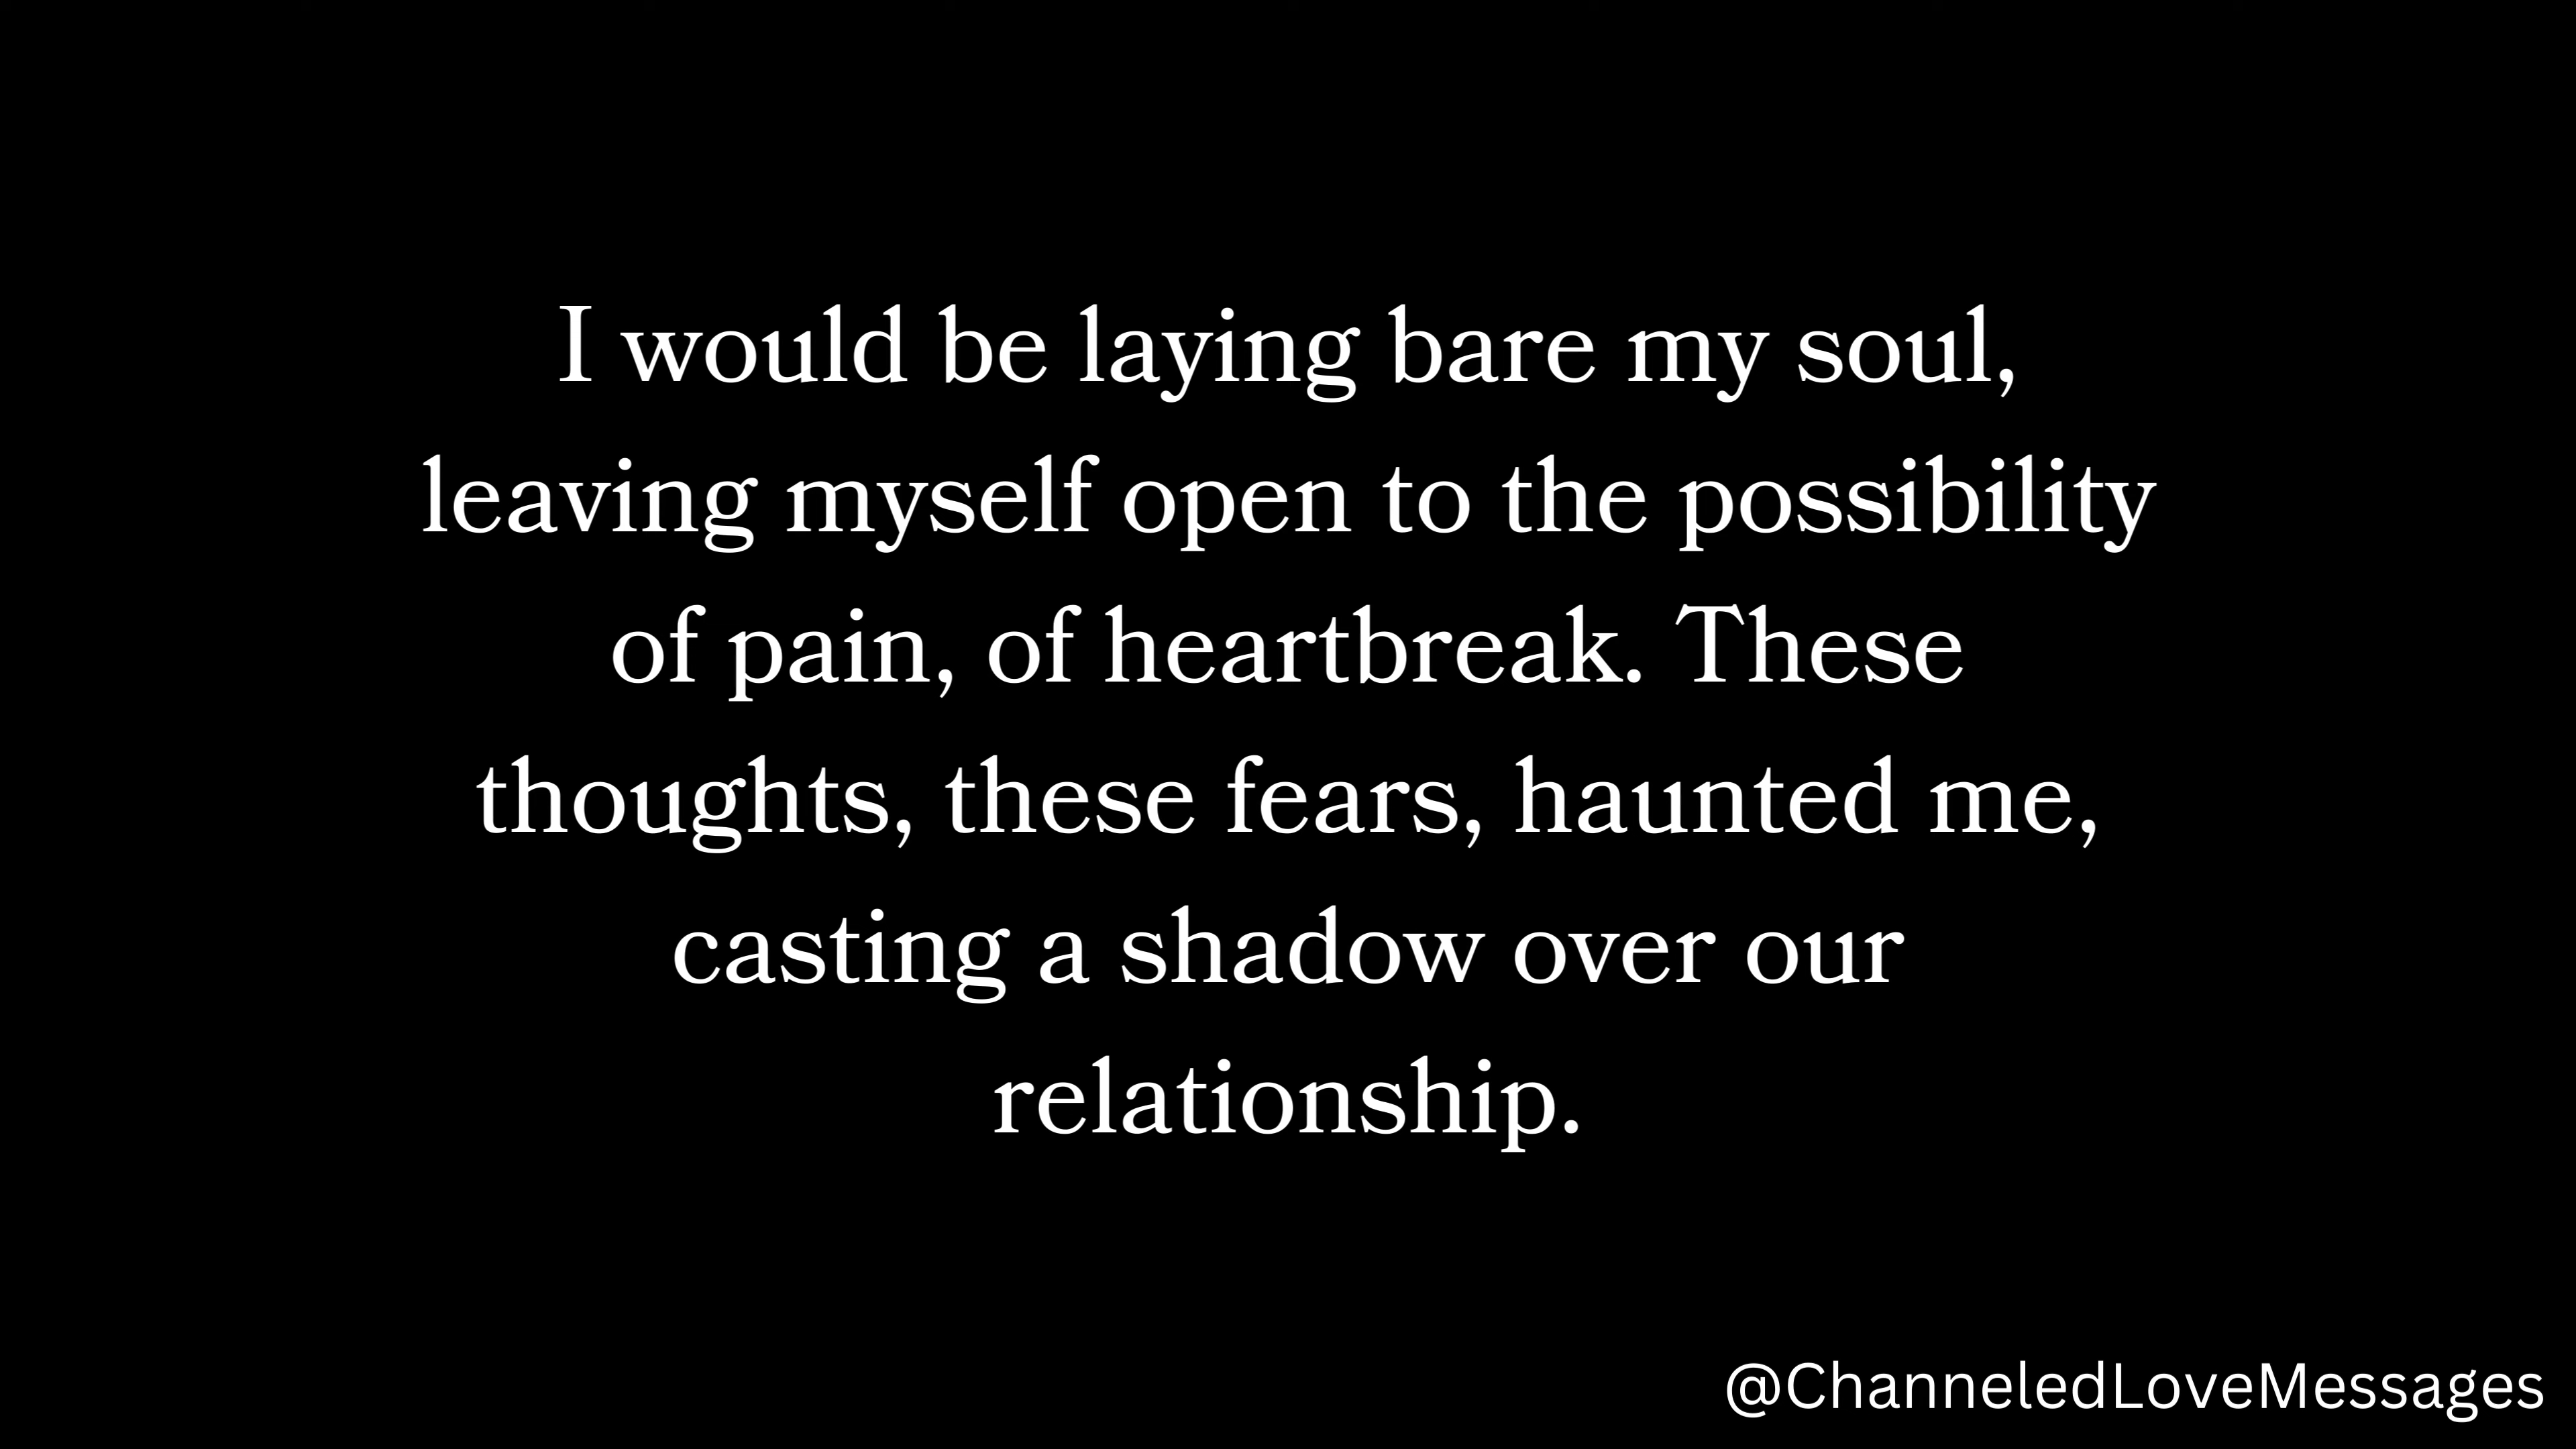 I would be laying bare my soul,
leaving myself open to the possibility
of pain, of heartbreak. These
thoughts, these fears, haunted me,
casting a shadow over our
relationship.
@ChanneledLoveMessages